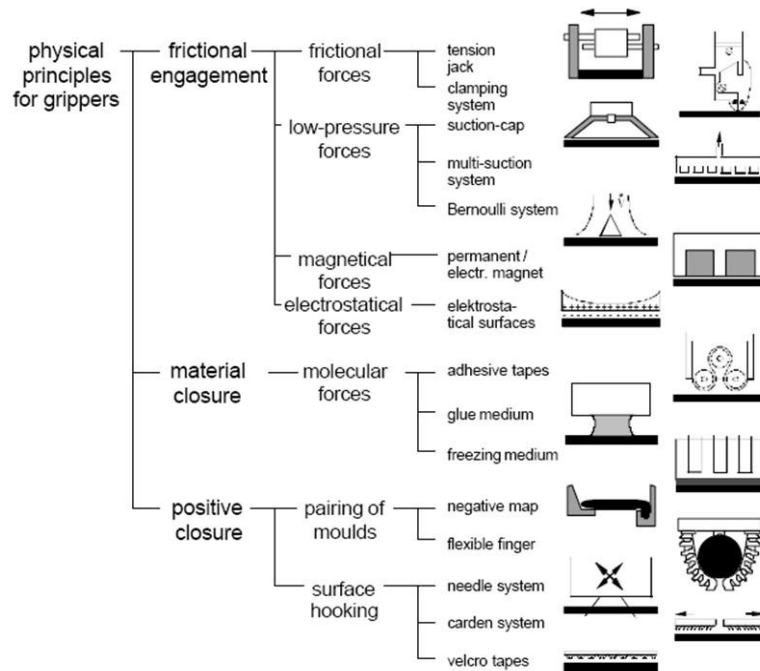 physical
principles
for grippers
frictional
engagement
frictional
forces
tension
jack
clamping
system
low-pressure
forces
suction-cap
multi-suction
system
Bernoulli system
magnetical
forces
permanent /
electr. magnet
electrostatical
forces
elektrosta-
tical surfaces
material
closure
molecular
forces
adhesive tapes
glue medium
freezing medium
positive
closure
pairing of
moulds
negative map
flexible finger
surface
hooking
needle system
carden system
velcro tapes